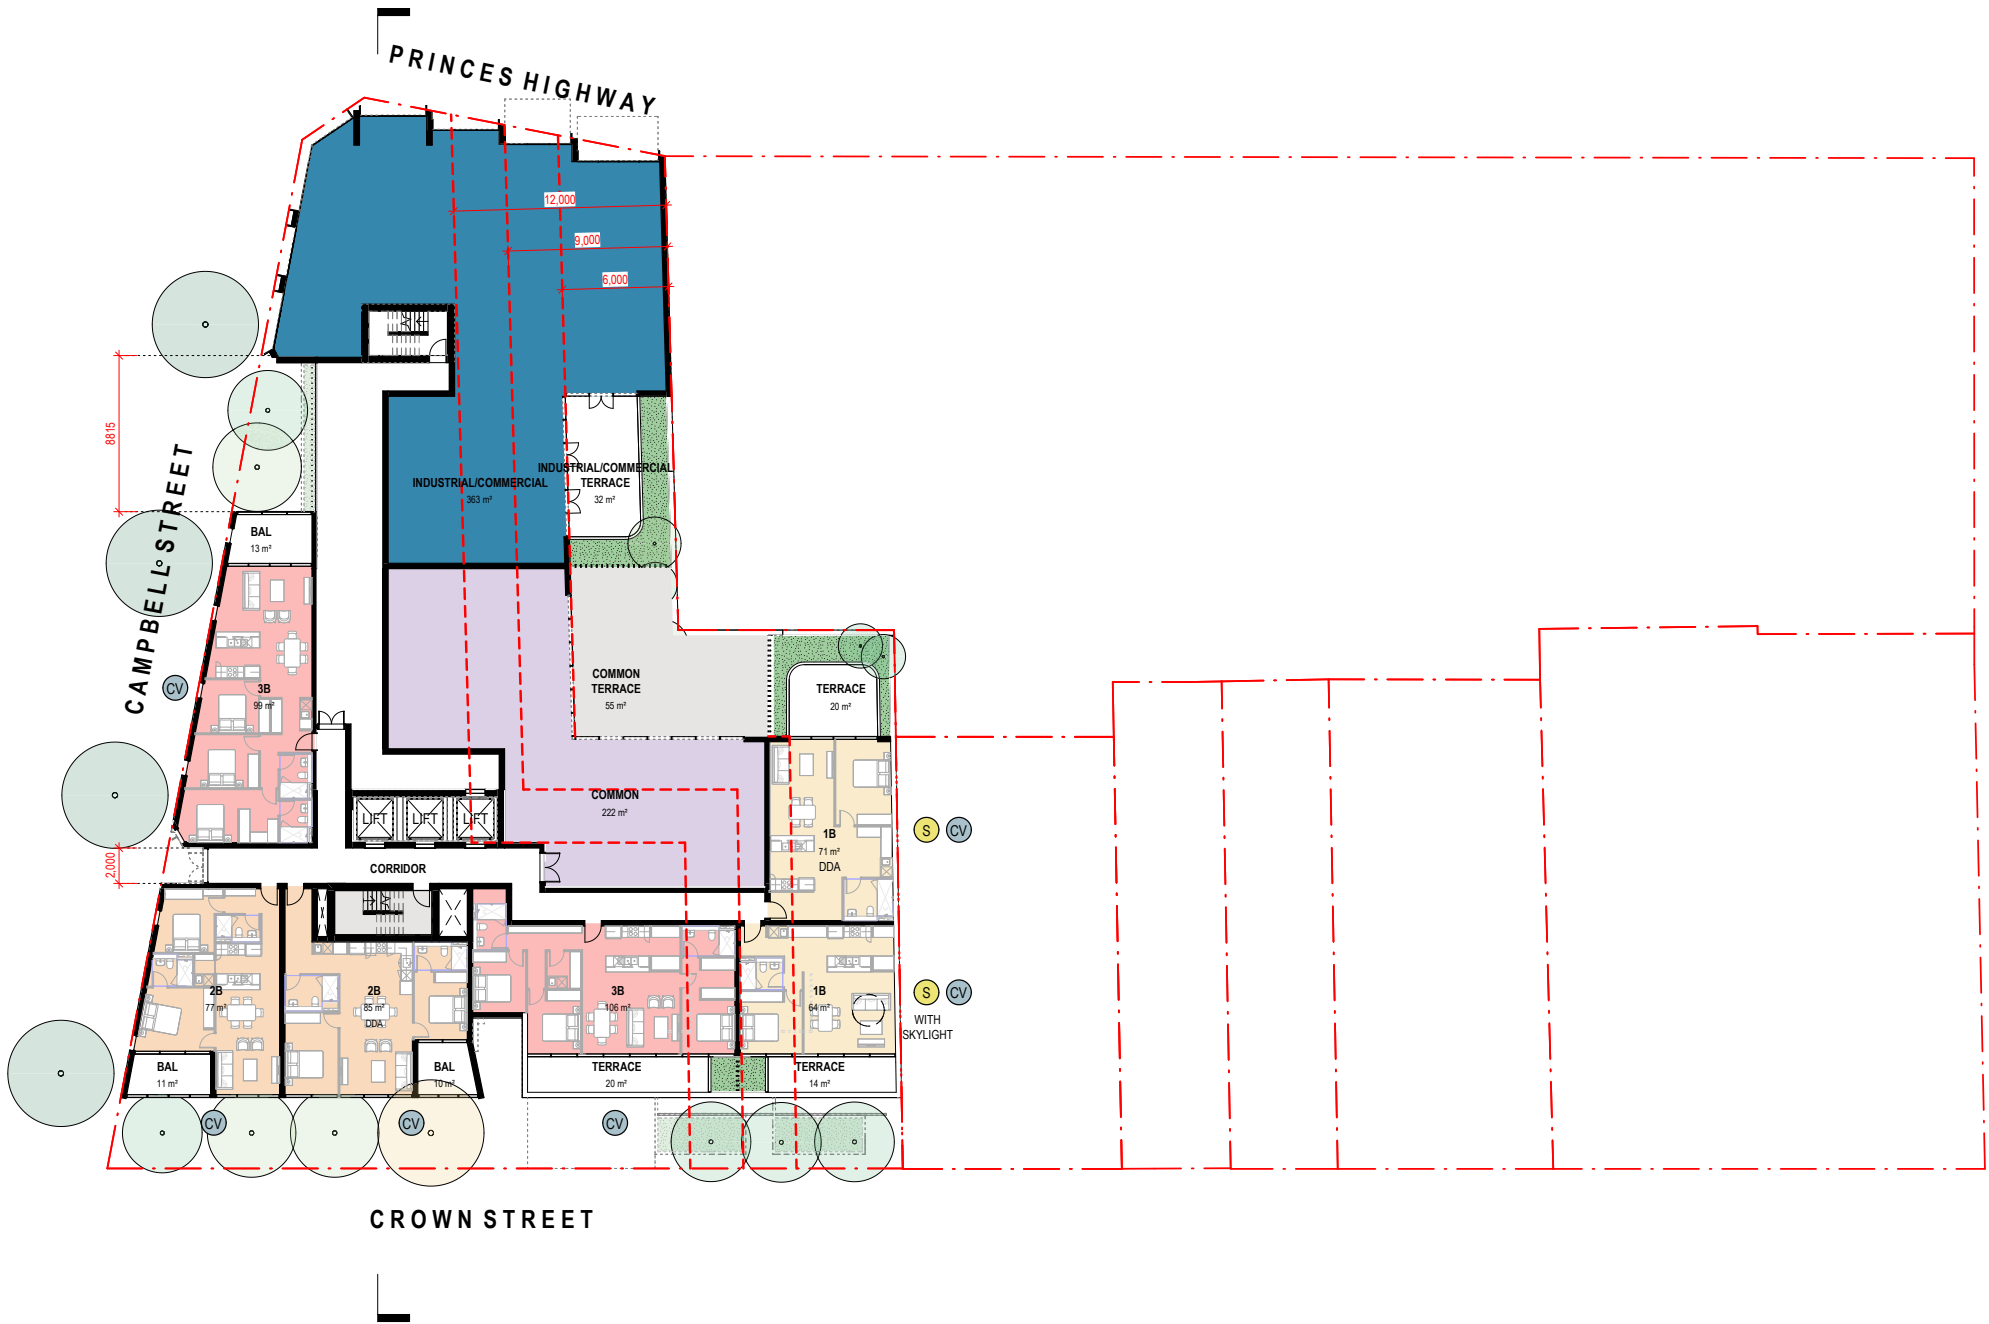 PRINCES HIGHWAY
12,000
9,000
6,000
8815
CAMPBELL STREET
INDUSTRIAL/COMMERCIAL
363 m²
INDUSTRIAL/COMMERCIAL
TERRACE
32 m²
BAL
13 m²
3B
99 m²
CV
COMMON
TERRACE
55 m²
TERRACE
20 m²
COMMON
222 m²
LIFT
LIFT
LIFT
1B
71 m²
DDA
S
CV
2,000
CORRIDOR
2B
77 m²
2B
85 m²
DDA
3B
106 m²
1B
64 m²
S
CV
WITH
SKYLIGHT
BAL
11 m²
BAL
10 m²
TERRACE
20 m²
TERRACE
14 m²
CV
CV
CV
CROWN STREET